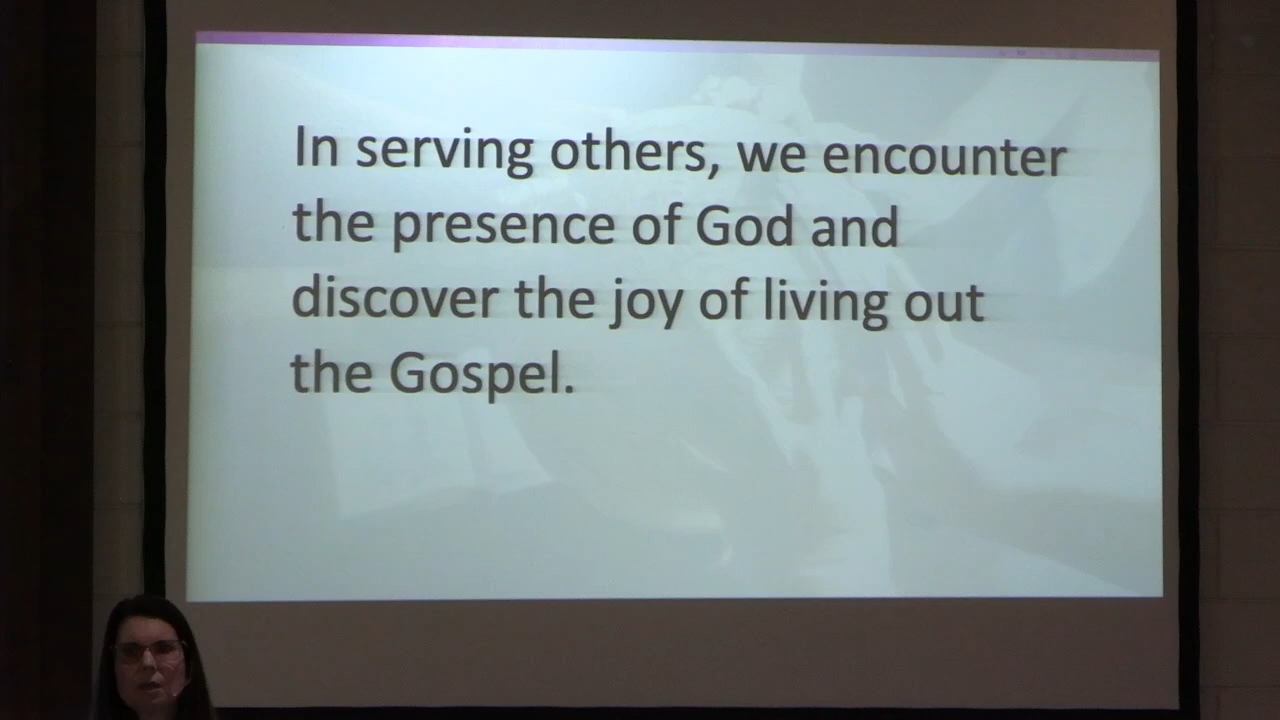 In serving others, we encounter
the presence of God and
discover the joy of living out
the Gospel.